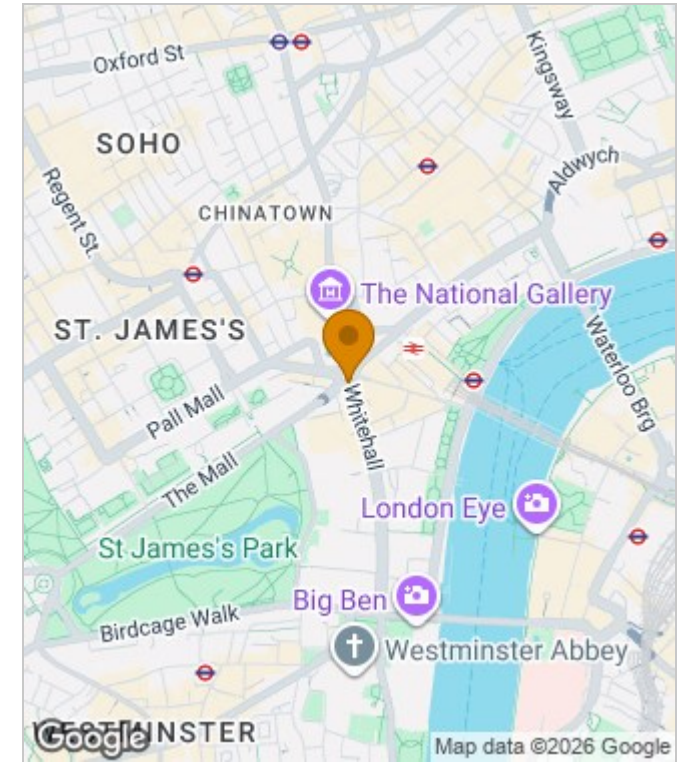 Oxford St
Kingsway
SOHO
Aldwych
Regent St.
CHINATOWN
The National Gallery
ST. JAMES'S
Waterloo Brg
Pall Mall
Whitehall
The Mall
London Eye
St James's Park
Big Ben
Birdcage Walk
Westminster Abbey
WESTMINSTER
Google
Map data ©2026 Google